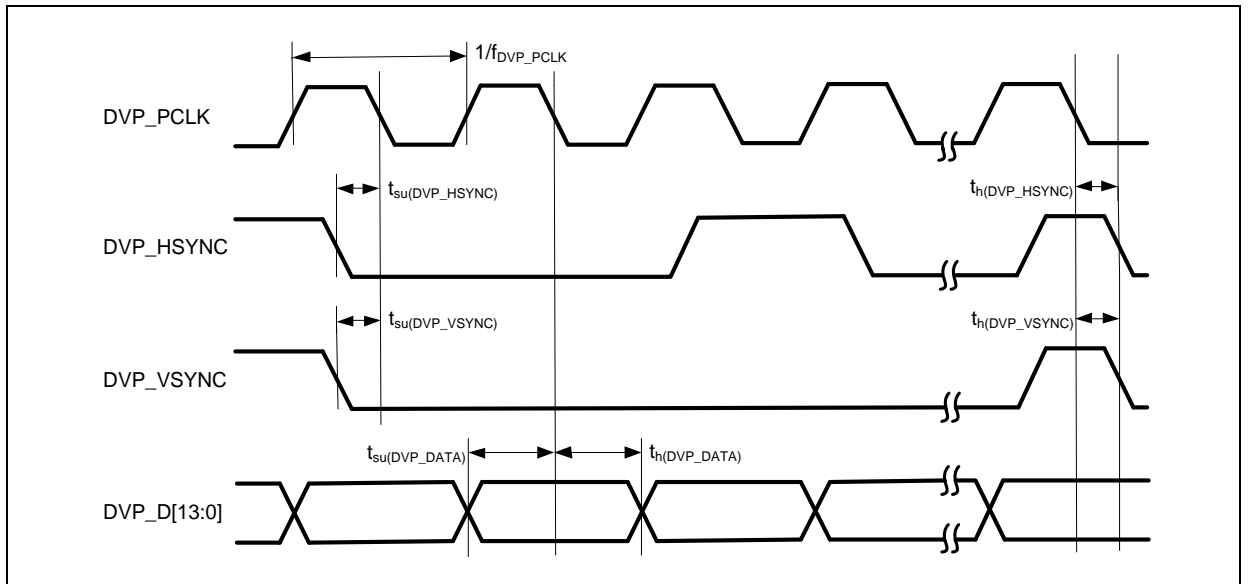 1/fDVP_PCLK
DVP_PCLK
tsu(DVP_HSYNC)
th(DVP_HSYNC)
DVP_HSYNC
tsu(DVP_VSYNC)
th(DVP_VSYNC)
DVP_VSYNC
tsu(DVP_DATA)
th(DVP_DATA)
DVP_D[13:0]